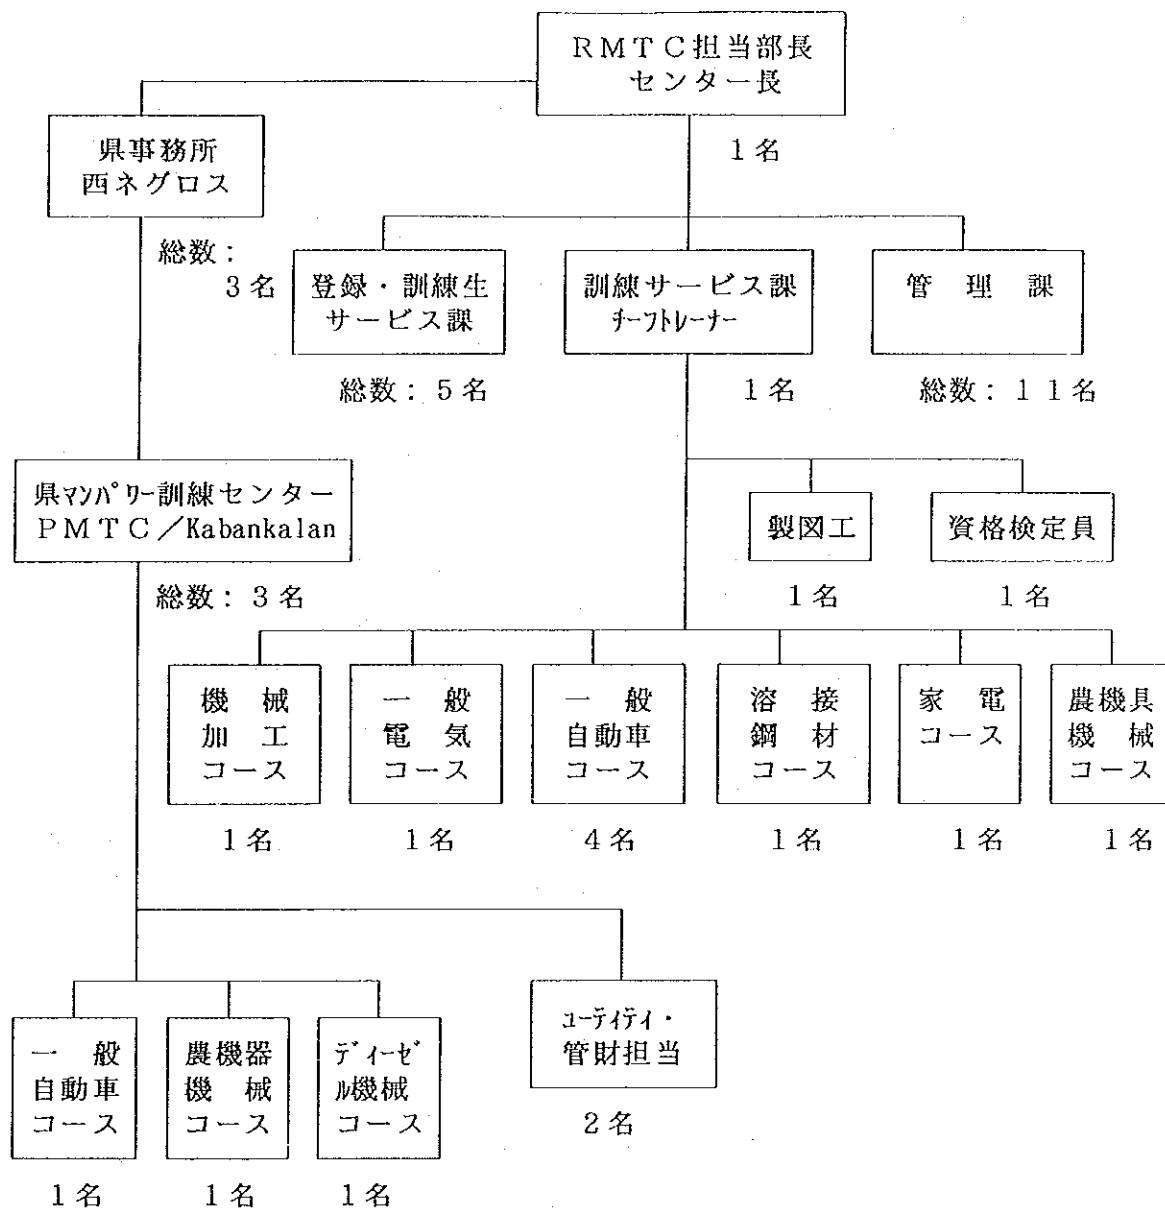 ＲＭＴＣ担当部長
センター長
1名
県事務所
西ネグロス
総数：
3名
登録・訓練生
サービス課
総数：5名
訓練サービス課
ﾁｰﾌﾄﾚｰﾅｰ
1名
管理課
総数：11名
県ﾏﾝﾊﾟﾜｰ訓練センター
ＰＭＴＣ／Kabankalan
総数：3名
製図工
1名
資格検定員
1名
機械
加工
コース
1名
一般
電気
コース
1名
一般
自動車
コース
4名
溶接
鋼材
コース
1名
家電
コース
1名
農機具
機械
コース
1名
一般
自動車
コース
1名
農機器
機械
コース
1名
ﾃﾞｨｰｾﾞ
ﾙ機械
コース
1名
ﾕｰﾃｨﾃｨ・
管財担当
2名